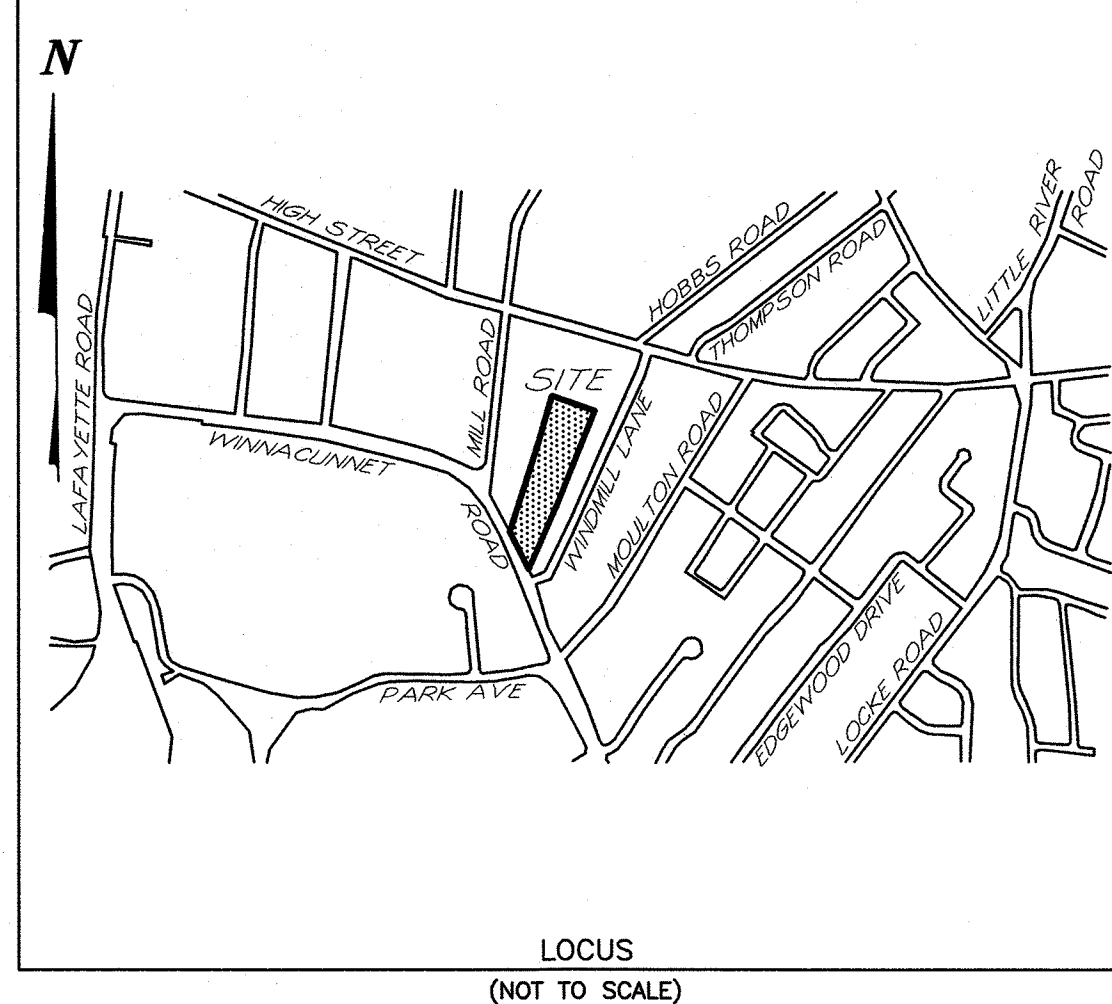 N
HIGH STREET
HOBBS ROAD
THOMPSON ROAD
LITTLE RIVER
ROAD
LAFAYETTE ROAD
MILL ROAD
SITE
WINNACUNNET
ROAD
WINDMILL LANE
MOULTON ROAD
EDGEWOOD DRIVE
LOCKE ROAD
PARK AVE
LOCUS
(NOT TO SCALE)